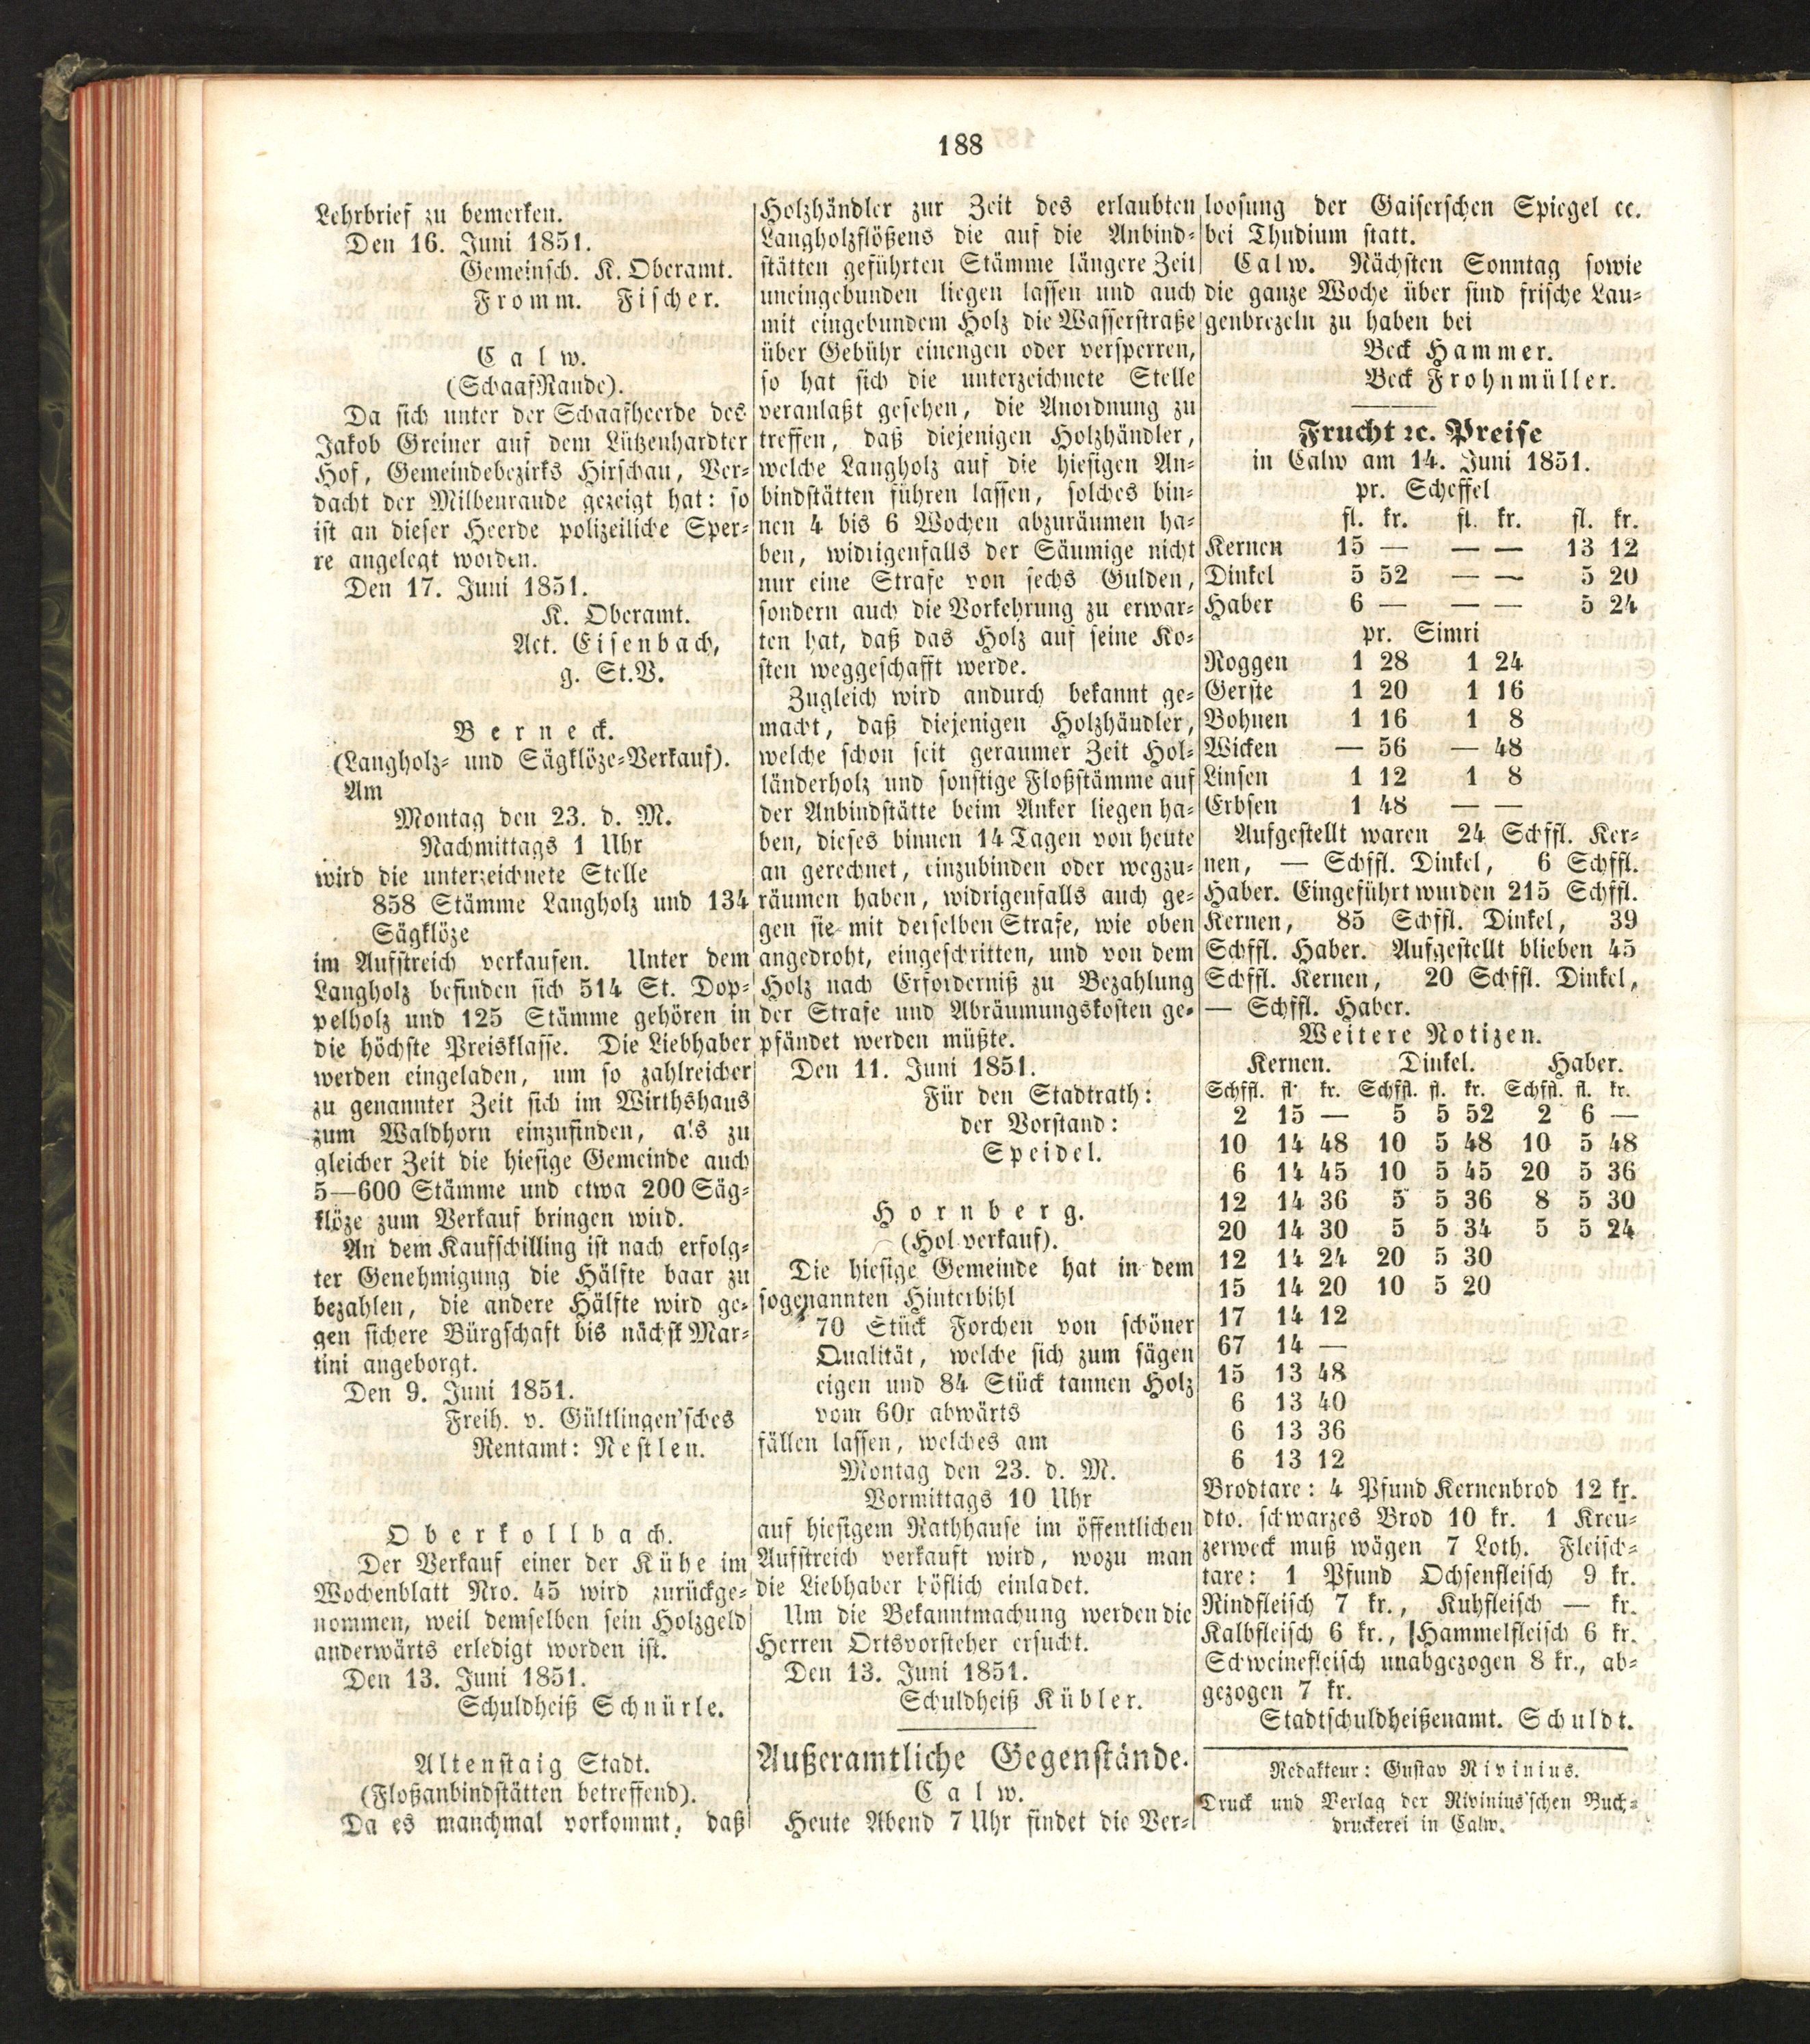 188
Lehrbrief zu bemerken.
Den 16. Juni 1851.
Gemeinsch. K. Oberamt.
Fromm. Fischer.
Calw.
(SchaafRaude).
Da sich unter der Schaafheerde des
Jakob Greiner auf dem Lützenhardter
Hof, Gemeindebezirks Hirschau, Ver-
dacht der Milbenraude gezeigt hat: so
ist an dieser Heerde polizeiliche Sper-
re angelegt worden.
Den 17. Juni 1851.
K. Oberamt.
Act. Eisenbach,
g. St.V.
Berneck.
(Langholz- und Sägklöze-Verkauf).
Am
Montag den 23. d. M.
Nachmittags 1 Uhr
wird die unterzeichnete Stelle
858 Stämme Langholz und 134
Sägklöze
im Aufstreich verkaufen. Unter dem
Langholz befinden sich 514 St. Dop-
pelholz und 125 Stämme gehören in
die höchste Preisklasse. Die Liebhaber
werden eingeladen, um so zahlreicher
zu genannter Zeit sich im Wirthshaus
zum Waldhorn einzufinden, als zu
gleicher Zeit die hiesige Gemeinde auch
5—600 Stämme und etwa 200 Säg-
klöze zum Verkauf bringen wird.
An dem Kaufschilling ist nach erfolg-
ter Genehmigung die Hälfte baar zu
bezahlen, die andere Hälfte wird ge-
gen sichere Bürgschaft bis nächst Mar-
tini angeborgt.
Den 9. Juni 1851.
Freih. v. Gültlingen'sches
Rentamt: Nestlen.
Oberkollbach.
Der Verkauf einer der Kühe im
Wochenblatt Nro. 45 wird zurückge-
nommen, weil demselben sein Holzgeld
anderwärts erledigt worden ist.
Den 13. Juni 1851.
Schuldheiß Schnürle.
Altenstaig Stadt.
(Floßanbindstätten betreffend).
Da es manchmal vorkommt, daß
Holzhändler zur Zeit des erlaubten
Langholzflößens die auf die Anbind-
stätten geführten Stämme längere Zeit
uneingebunden liegen lassen und auch
mit eingebundem Holz die Wasserstraße
über Gebühr einengen oder versperren,
so hat sich die unterzeichnete Stelle
veranlaßt gesehen, die Anordnung zu
treffen, daß diejenigen Holzhändler,
welche Langholz auf die hiesigen An-
bindstätten führen lassen, solches bin-
nen 4 bis 6 Wochen abzuräumen ha-
ben, widrigenfalls der Säumige nicht
nur eine Strafe von sechs Gulden,
sondern auch die Vorkehrung zu erwar-
ten hat, daß das Holz auf seine Ko-
sten weggeschafft werde.
Zugleich wird andurch bekannt ge-
macht, daß diejenigen Holzhändler,
welche schon seit geraumer Zeit Hol-
länderholz und sonstige Floßstämme auf
der Anbindstätte beim Anker liegen ha-
ben, dieses binnen 14 Tagen von heute
an gerechnet, einzubinden oder wegzu-
räumen haben, widrigenfalls auch ge-
gen sie mit derselben Strafe, wie oben
angedroht, eingeschritten, und von dem
Holz nach Erforderniß zu Bezahlung
der Strafe und Abräumungskosten ge-
pfändet werden müßte.
Den 11. Juni 1851.
Für den Stadtrath:
der Vorstand:
Speidel.
Hornberg.
(Hol verkauf).
Die hiesige Gemeinde hat in dem
sogenannten Hinterbihl
70 Stück Forchen von schöner
Qualität, welche sich zum sägen
eigen und 84 Stück tannen Holz
vom 60r abwärts
fällen lassen, welches am
Montag den 23. d. M.
Vormittags 10 Uhr
auf hiesigem Rathhause im öffentlichen
Aufstreich verkauft wird, wozu man
die Liebhaber höflich einladet.
Um die Bekanntmachung werden die
Herren Ortsvorsteher ersucht.
Den 13. Juni 1851.
Schuldheiß Kübler.
Außeramtliche Gegenstände.
Calw.
Heute Abend 7 Uhr findet die Ver-
loosung der Gaiserschen Spiegel ec.
bei Thudium statt.
Calw. Nächsten Sonntag sowie
die ganze Woche über sind frische Lau-
genbrezeln zu haben bei
Beck Hammer.
Beck Frohnmüller.
Frucht ꝛc. Preise
in Calw am 14. Juni 1851.
pr. Scheffel
fl. kr. fl. kr. fl. kr.
Kernen 15 — — — 13 12
Dinkel 5 52 — — 5 20
Haber 6 — — — 5 24
pr. Simri
Roggen 1 28 1 24
Gerste 1 20 1 16
Bohnen 1 16 1 8
Wicken — 56 — 48
Linsen 1 12 1 8
Erbsen 1 48 — —
Aufgestellt waren 24 Schffl. Ker-
nen, — Schffl. Dinkel, 6 Schffl.
Haber. Eingeführt wurden 215 Schffl.
Kernen, 85 Schffl. Dinkel, 39
Schffl. Haber. Aufgestellt blieben 45
Schffl. Kernen, 20 Schffl. Dinkel,
— Schffl. Haber.
Weitere Notizen.
Kernen. Dinkel. Haber.
Schffl. fl. kr. Schffl. fl. kr. Schffl. fl. kr.
2 15 — 5 5 52 2 6 —
10 14 48 10 5 48 10 5 48
6 14 45 10 5 45 20 5 36
12 14 36 5 5 36 8 5 30
20 14 30 5 5 34 5 5 24
12 14 24 20 5 30
15 14 20 10 5 20
17 14 12
67 14 —
15 13 48
6 13 40
6 13 36
6 13 12
Brodtaxe: 4 Pfund Kernenbrod 12 kr.
dto. schwarzes Brod 10 kr. 1 Kreu-
zerweck muß wägen 7 Loth. Fleisch-
taxe: 1 Pfund Ochsenfleisch 9 kr.
Rindfleisch 7 kr., Kuhfleisch — kr.
Kalbfleisch 6 kr., Hammelfleisch 6 kr.
Schweinefleisch unabgezogen 8 kr., ab-
gezogen 7 kr.
Stadtschuldheißenamt. Schuldt.
Redakteur: Gustav Rivinius.
Druck und Verlag der Rivinius'schen Buch-
druckerei in Calw.